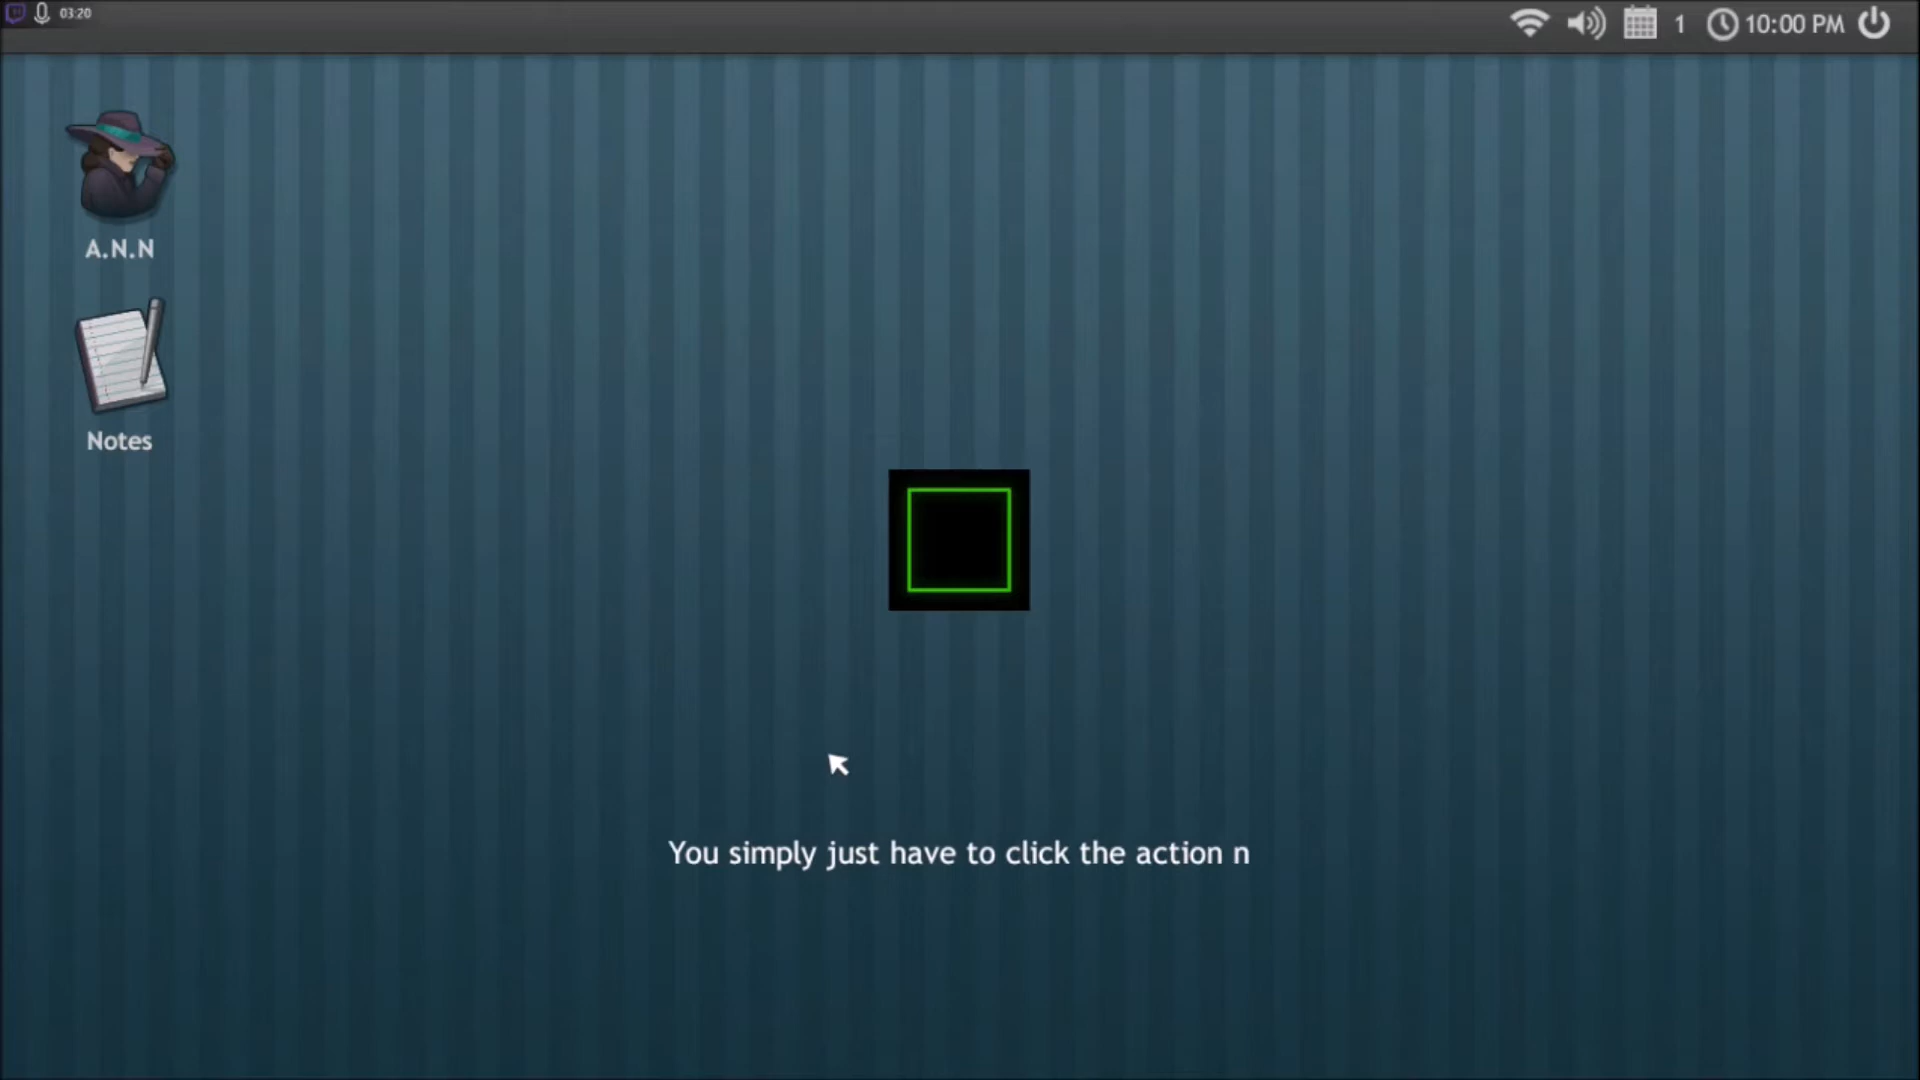 03:20
1
10:00 PM
A.N.N
Notes
You simply just have to click the action n